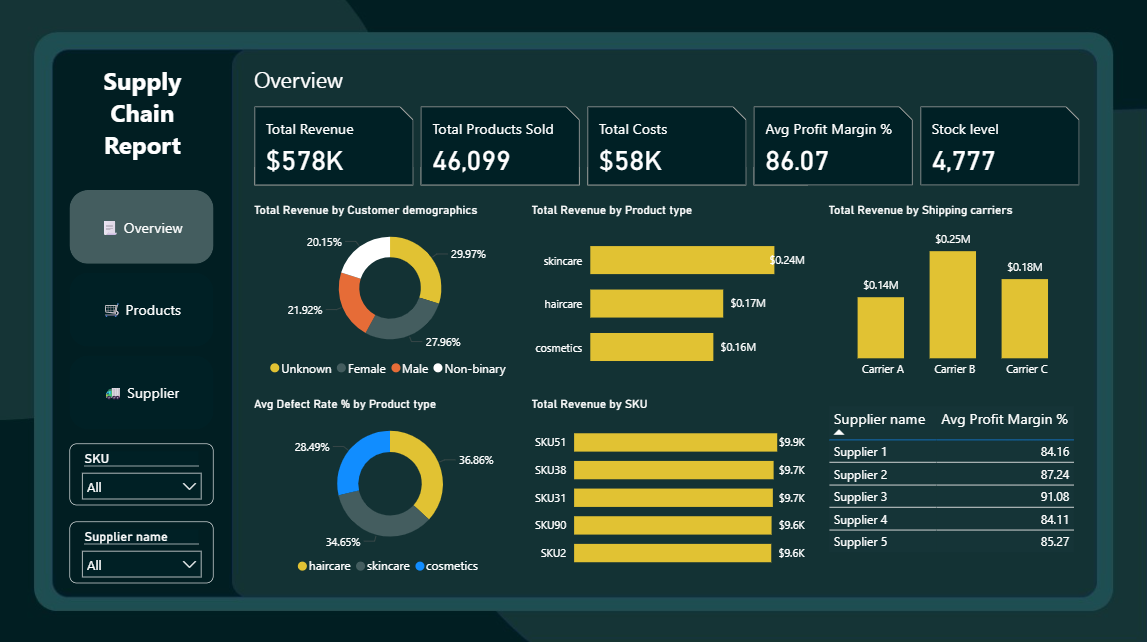 Supply
Chain
Report
Overview
Products
Supplier
SKU
All
Supplier name
All
Overview
Total Revenue
$578K
Total Products Sold
46,099
Total Costs
$58K
Avg Profit Margin %
86.07
Stock level
4,777
Total Revenue by Customer demographics
20.15%
29.97%
21.92%
27.96%
Unknown Female Male Non-binary
Total Revenue by Product type
skincare $0.24M
haircare $0.17M
cosmetics $0.16M
Total Revenue by Shipping carriers
$0.14M
$0.25M
$0.18M
Carrier A Carrier B Carrier C
Avg Defect Rate % by Product type
28.49%
36.86%
34.65%
haircare skincare cosmetics
Total Revenue by SKU
SKU51 $9.9K
SKU38 $9.7K
SKU31 $9.7K
SKU90 $9.6K
SKU2 $9.6K
Supplier name Avg Profit Margin %
Supplier 1 84.16
Supplier 2 87.24
Supplier 3 91.08
Supplier 4 84.11
Supplier 5 85.27